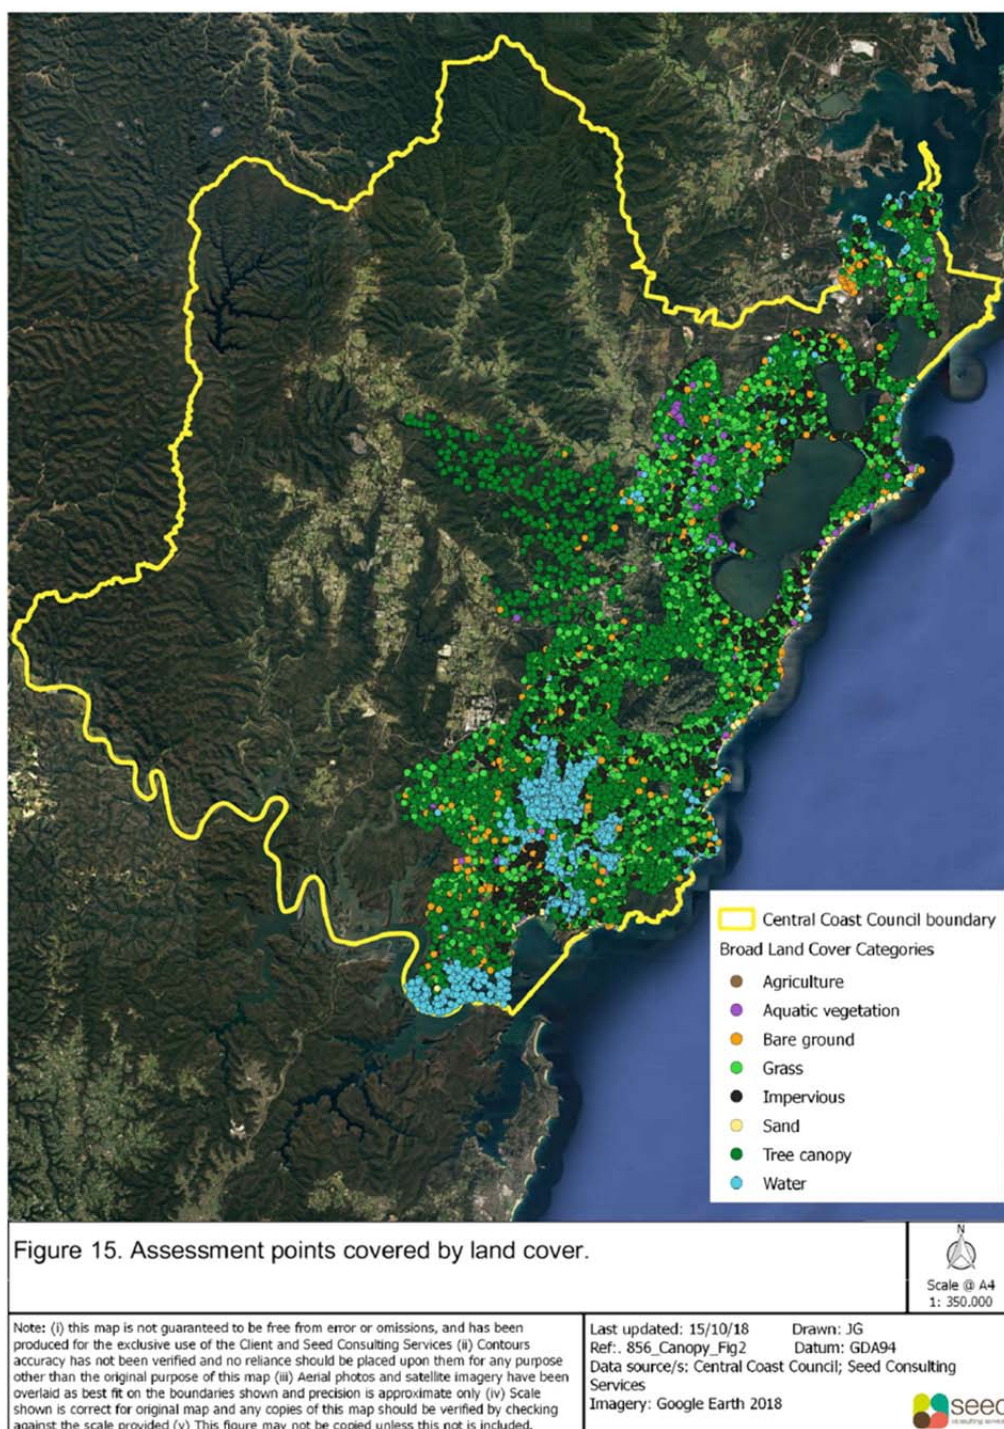 Central Coast Council boundary
Broad Land Cover Categories
Agriculture
Aquatic vegetation
Bare ground
Grass
Impervious
Sand
Tree canopy
Water
Figure 15. Assessment points covered by land cover.
N
Scale @ A4
1: 350,000
Note: (i) this map is not guaranteed to be free from error or omissions, and has been
produced for the exclusive use of the Client and Seed Consulting Services (ii) Contours
accuracy has not been verified and no reliance should be placed upon them for any purpose
other than the original purpose of this map (iii) Aerial photos and satellite imagery have been
overlaid as best fit on the boundaries shown and precision is approximate only (iv) Scale
shown is correct for original map and any copies of this map should be verified by checking
against the scale provided (v) This figure may not be copied unless this not is included.
Last updated: 15/10/18 Drawn: JG
Ref:. 856_Canopy_Fig2 Datum: GDA94
Data source/s: Central Coast Council; Seed Consulting
Services
Imagery: Google Earth 2018
seed
consulting services